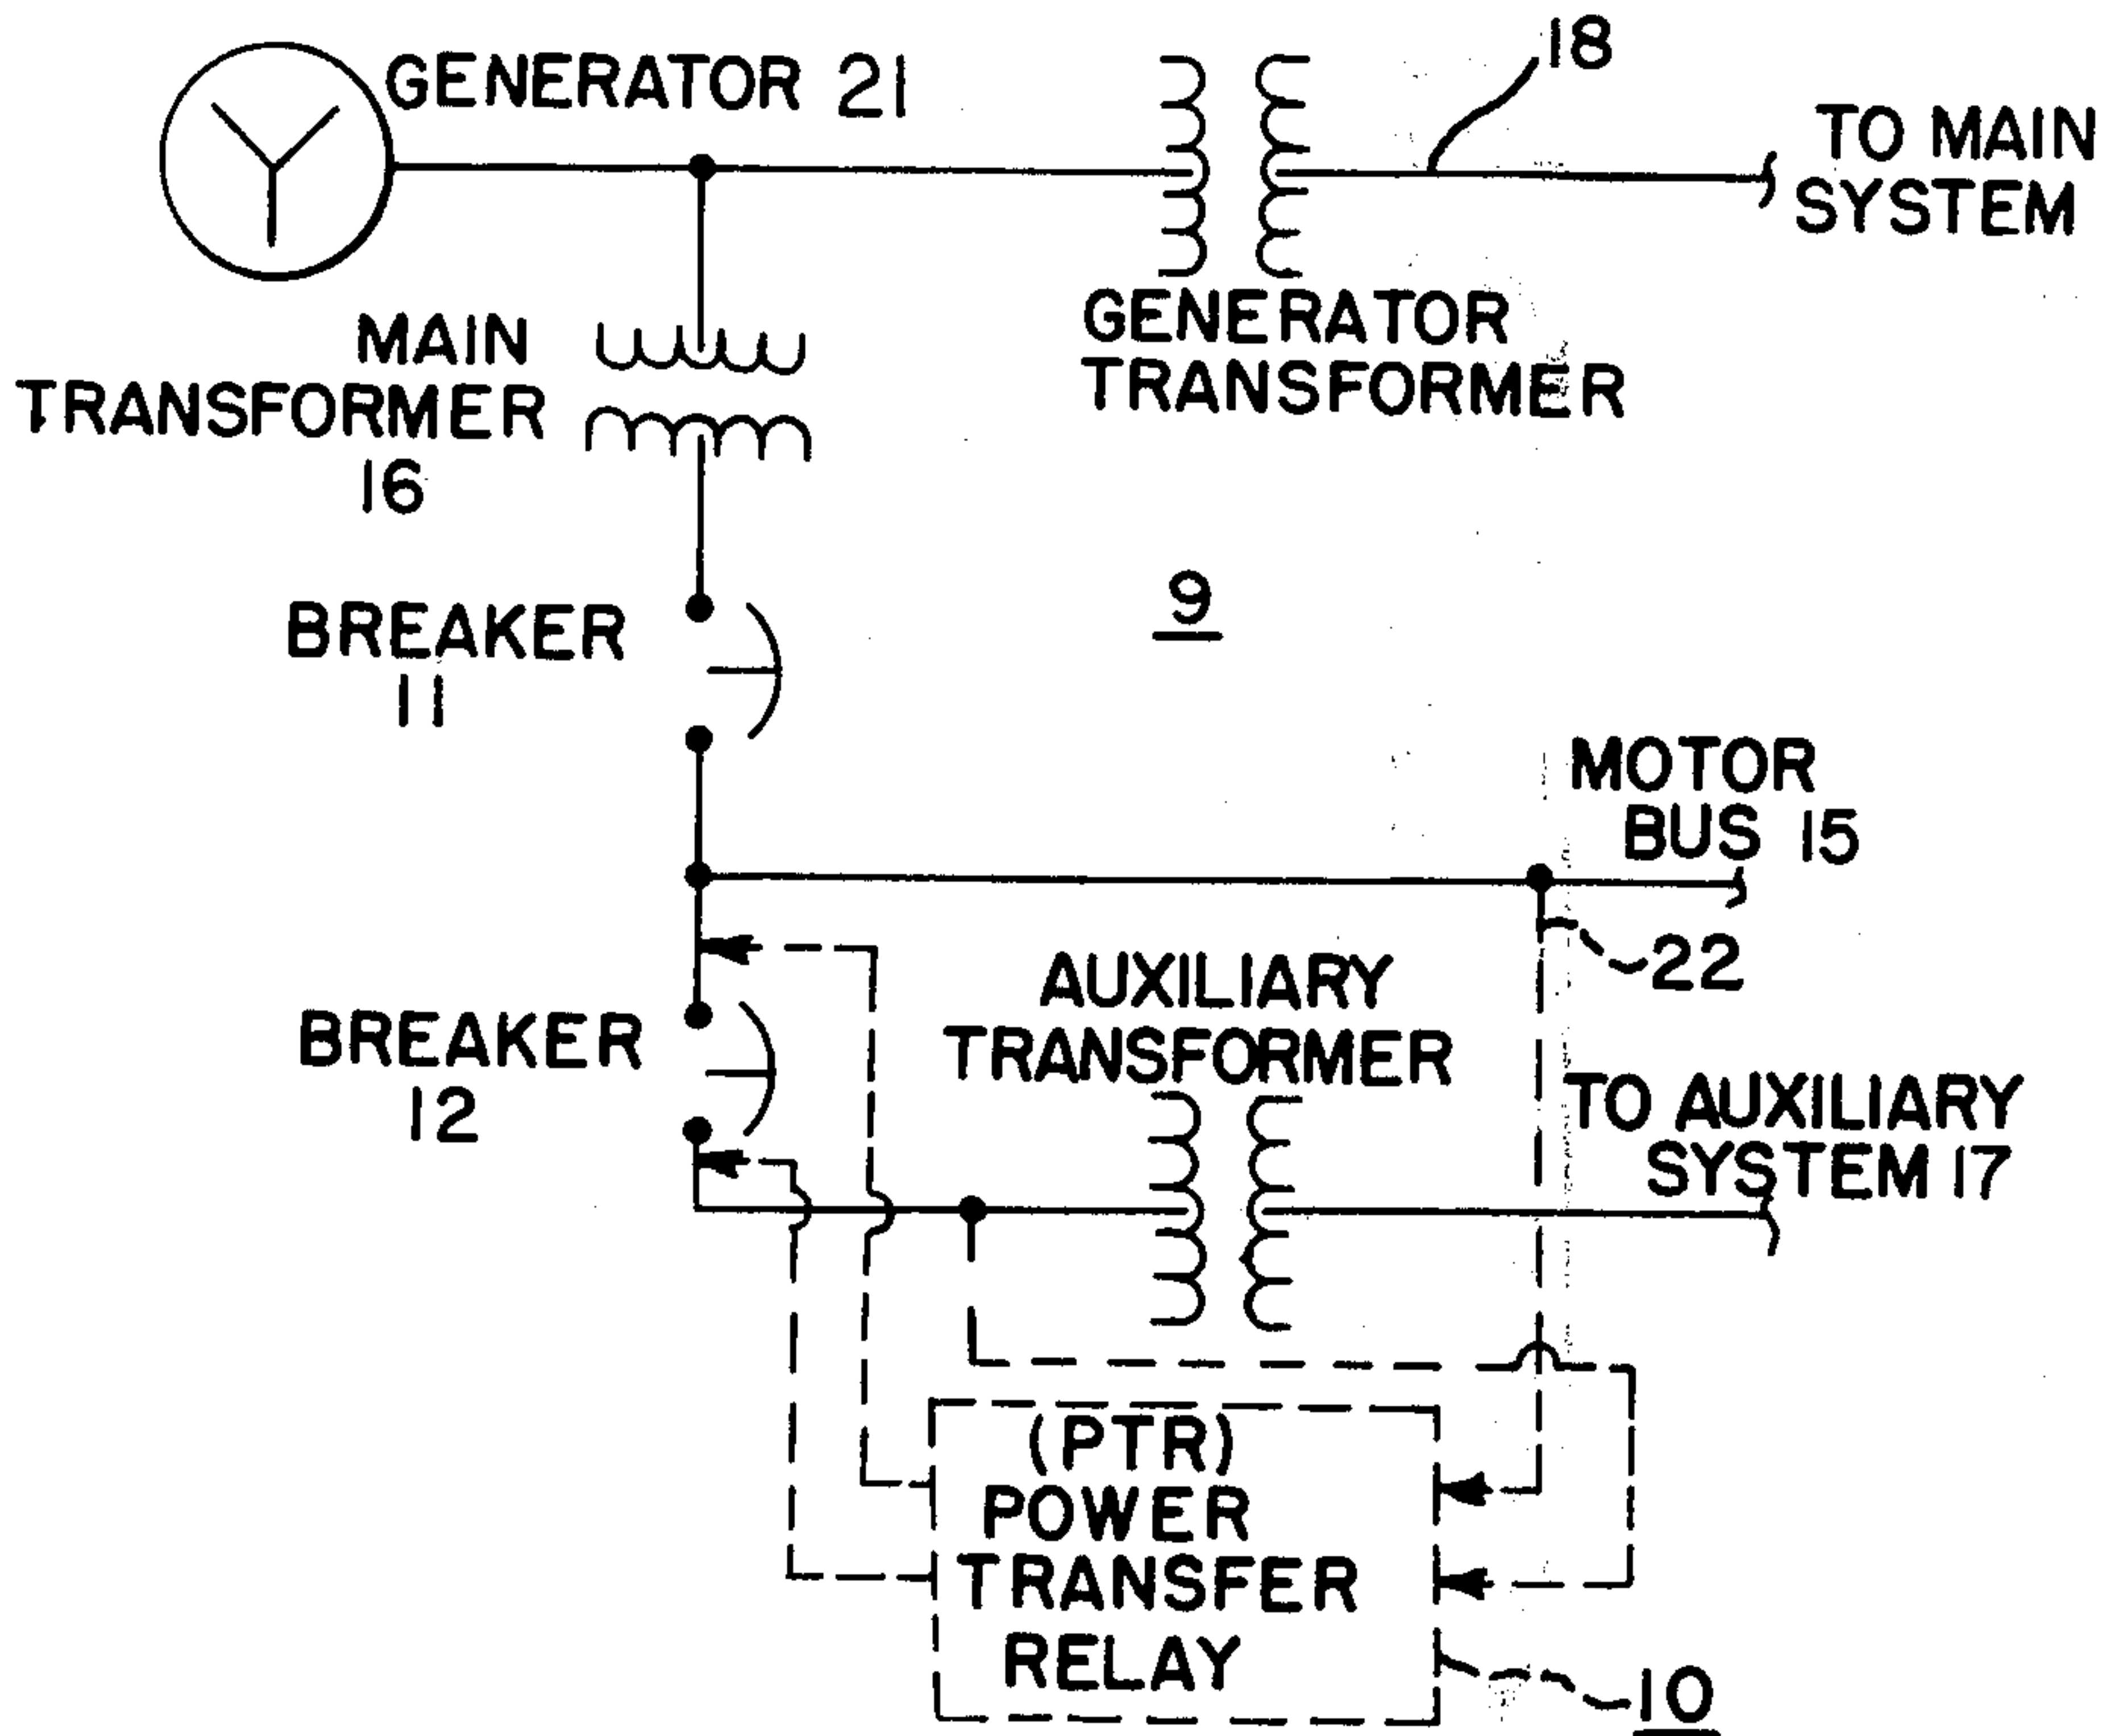 GENERATOR 21
18
TO MAIN
SYSTEM
MAIN
TRANSFORMER
16
GENERATOR
TRANSFORMER
9
BREAKER
11
MOTOR
BUS 15
22
AUXILIARY
TRANSFORMER
BREAKER
12
TO AUXILIARY
SYSTEM 17
(PTR)
POWER
TRANSFER
RELAY
10